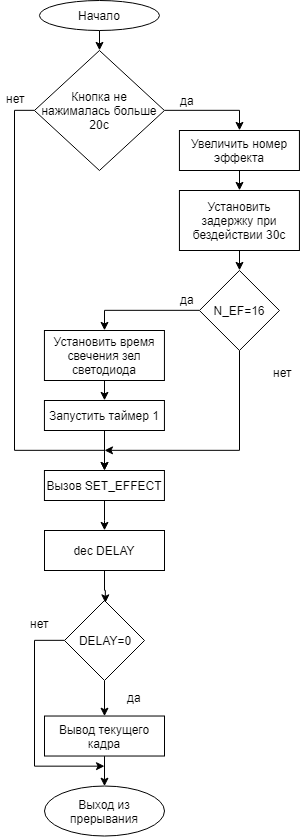 Начало
Кнопка не
нажималась больше
20с
нет
да
Увеличить номер
эффекта
Установить
задержку при
бездействии 30с
N_EF=16
да
нет
Установить время
свечения зел
светодиода
Запустить таймер 1
Вызов SET_EFFECT
dec DELAY
DELAY=0
нет
да
Вывод текущего
кадра
Выход из
прерывания